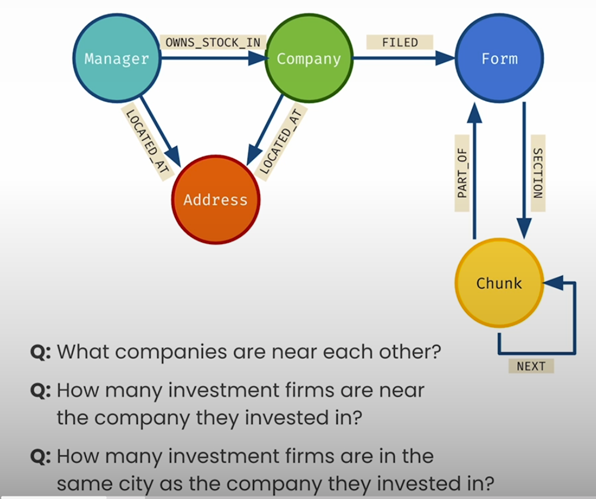 OWNS_STOCK_IN
FILED
Manager
Company
Form
LOCATED_AT
LOCATED_AT
PART_OF
SECTION
Address
Chunk
NEXT
Q: What companies are near each other?
Q: How many investment firms are near
the company they invested in?
Q: How many investment firms are in the
same city as the company they invested in?